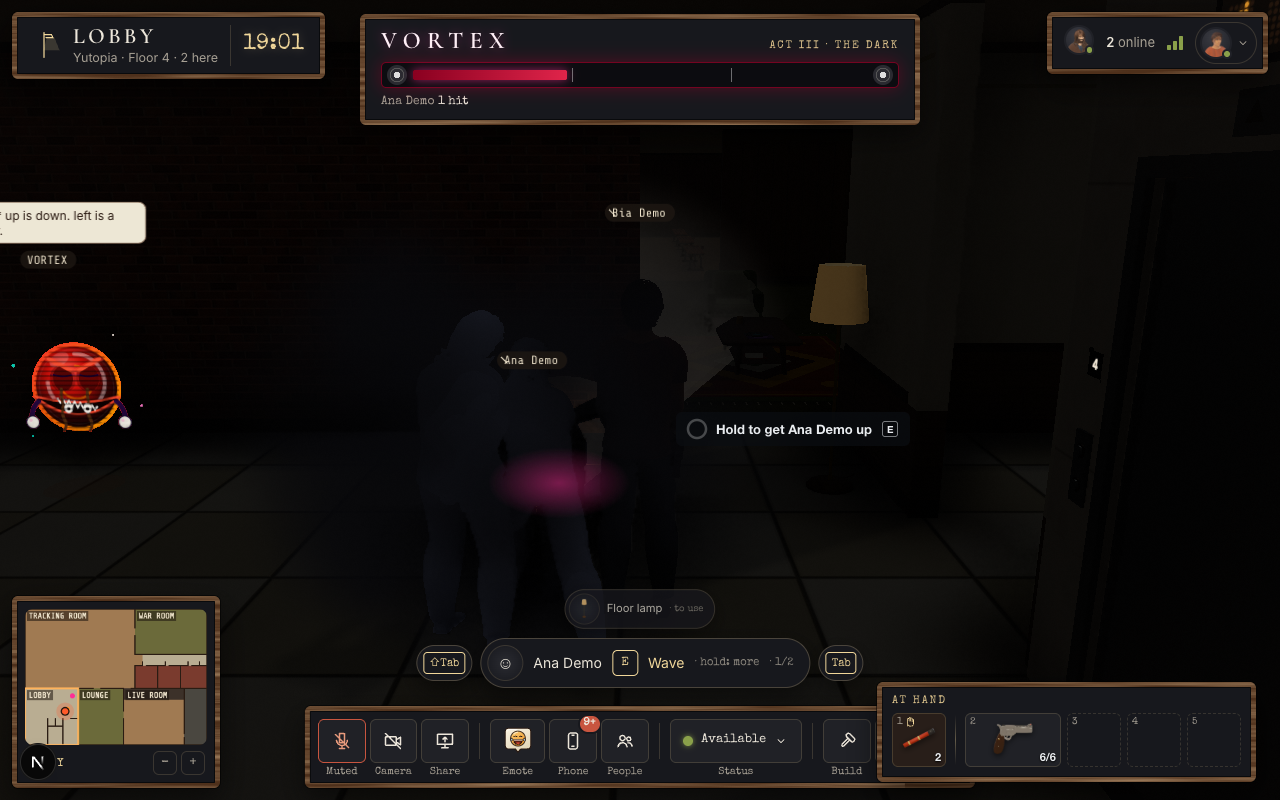 LOBBY
Yutopia · Floor 4 · 2 here
19:01
VORTEX
ACT III · THE DARK
Ana Demo 1 hit
2 online
up is down. left is a
VORTEX
Bia Demo
Ana Demo
4
Hold to get Ana Demo up E
Floor lamp · to use
⇧Tab
Ana Demo E Wave · hold: more · 1/2
Tab
TRACKING ROOM
WAR ROOM
LOBBY
LOUNGE
LIVE ROOM
N
Y
− +
9+
Available
Muted
Camera
Share
Emote
Phone
People
Status
Build
AT HAND
1
2
2
6/6
3
4
5